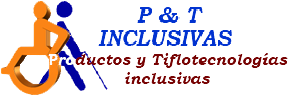 P & T
INCLUSIVAS
Productos y Tiflotecnologías
inclusivas